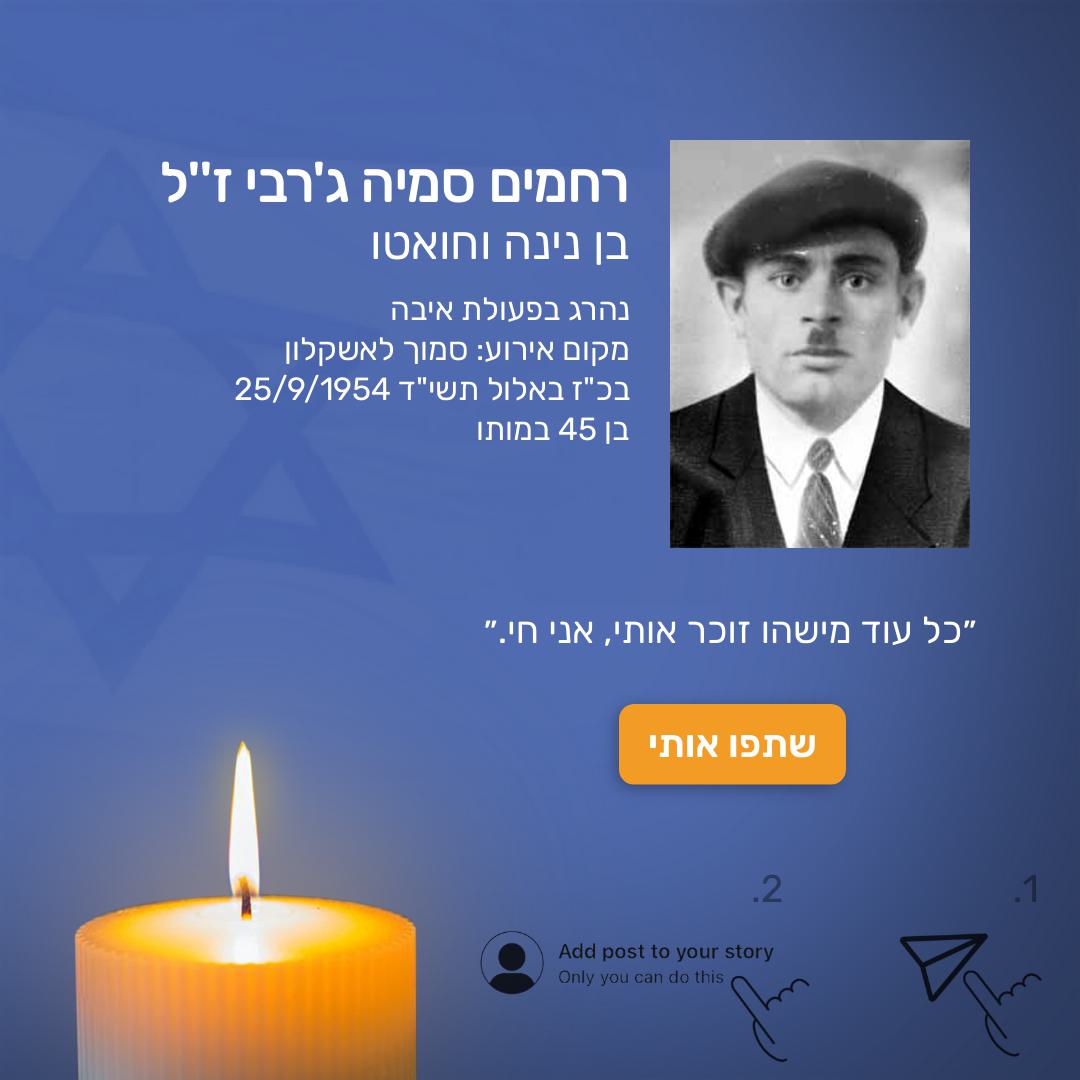 רחמים סמיה ג'רבי ז''ל
בן נינה וחואטו
נהרג בפעולת איבה
מקום אירוע: סמוך לאשקלון
בכ"ז באלול תשי"ד 25/9/1954
בן 45 במותו
״כל עוד מישהו זוכר אותי, אני חי.״
שתפו אותי
1.
2.
Add post to your story
Only you can do this